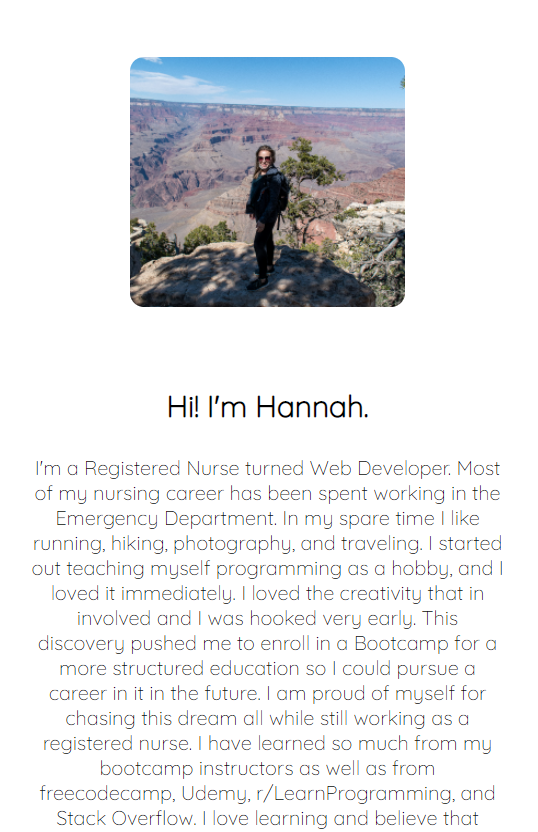 Hi! I'm Hannah.
I'm a Registered Nurse turned Web Developer. Most
of my nursing career has been spent working in the
Emergency Department. In my spare time I like
running, hiking, photography, and traveling. I started
out teaching myself programming as a hobby, and I
loved it immediately. I loved the creativity that in
involved and I was hooked very early. This
discovery pushed me to enroll in a Bootcamp for a
more structured education so I could pursue a
career in it in the future. I am proud of myself for
chasing this dream all while still working as a
registered nurse. I have learned so much from my
bootcamp instructors as well as from
freecodecamp, Udemy, r/LearnProgramming, and
Stack Overflow. I love learning and believe that